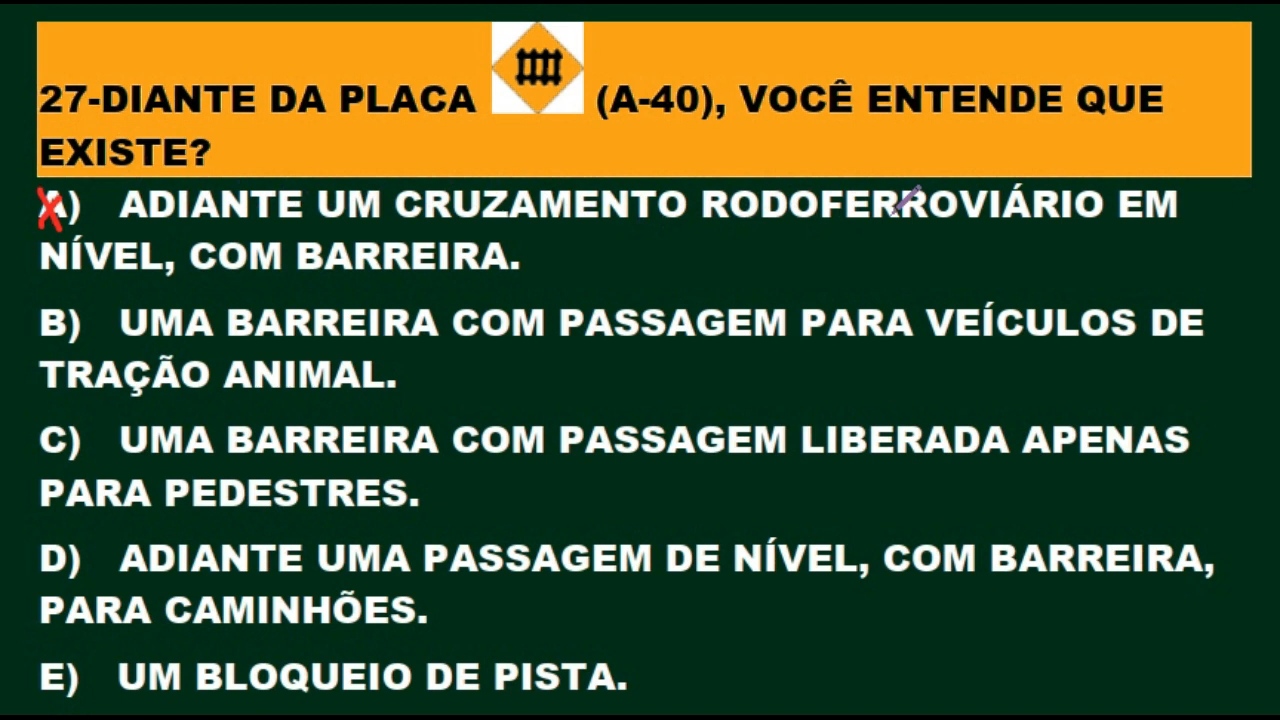 27-DIANTE DA PLACA (A-40), VOCÊ ENTENDE QUE
EXISTE?
A) ADIANTE UM CRUZAMENTO RODOFERROVIÁRIO EM
NÍVEL, COM BARREIRA.
B) UMA BARREIRA COM PASSAGEM PARA VEÍCULOS DE
TRAÇÃO ANIMAL.
C) UMA BARREIRA COM PASSAGEM LIBERADA APENAS
PARA PEDESTRES.
D) ADIANTE UMA PASSAGEM DE NÍVEL, COM BARREIRA,
PARA CAMINHÕES.
E) UM BLOQUEIO DE PISTA.